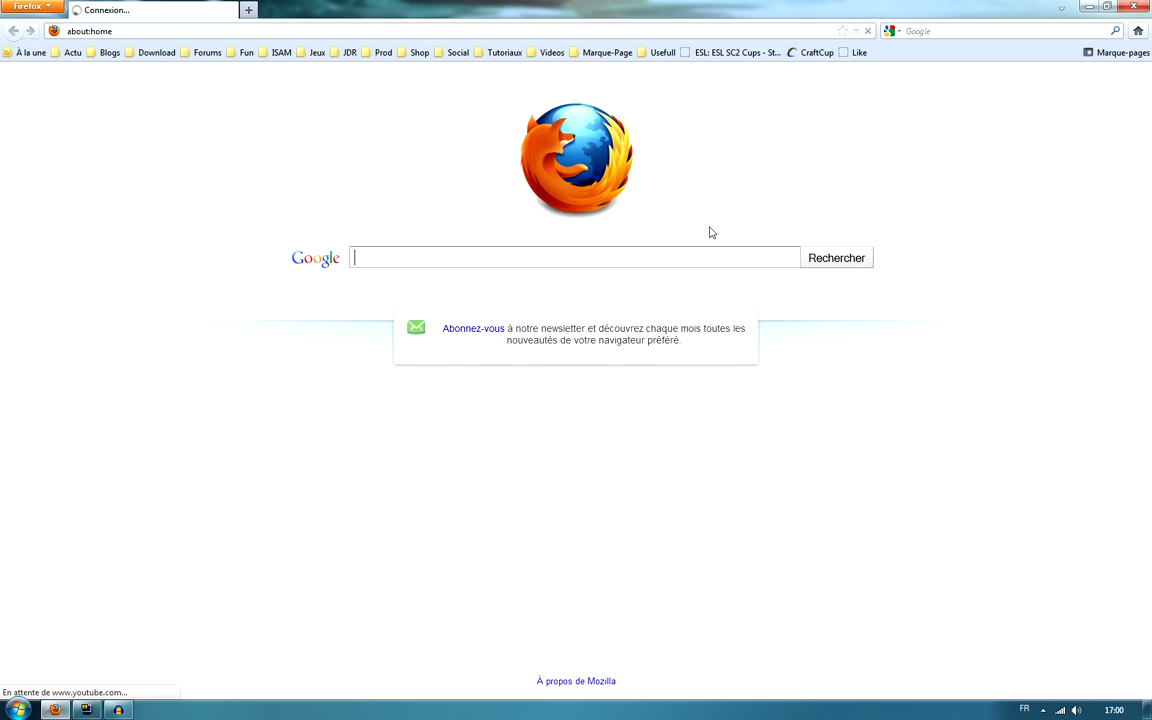 Firefox
Connexion...
about:home
Google
À la une Actu Blogs Download Forums Fun ISAM Jeux JDR Prod Shop Social Tutoriaux Videos Marque-Page Usefull ESL: ESL SC2 Cups - St... CraftCup Like Marque-pages
Google
Rechercher
Abonnez-vous à notre newsletter et découvrez chaque mois toutes les
nouveautés de votre navigateur préféré.
À propos de Mozilla
En attente de www.youtube.com...
FR 17:00